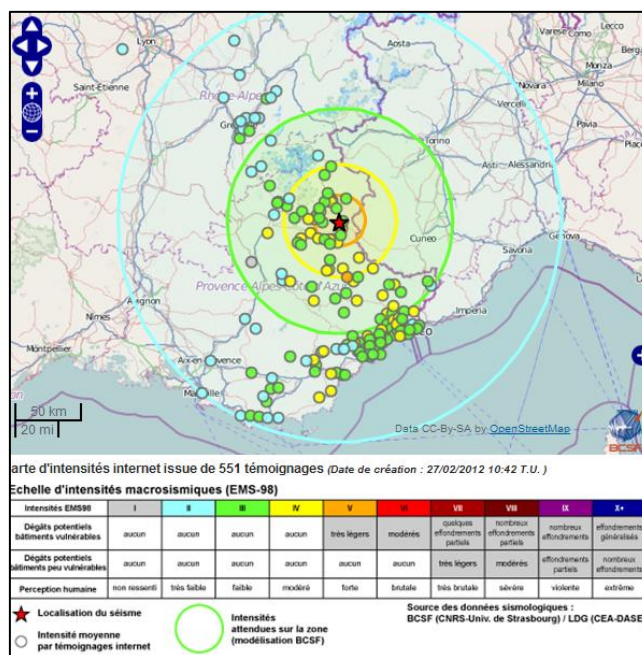 Lyon
Aosta
Lecco
Varese
Como
Monza
Saint-Étienne
Novara
Milano
Rhône-Alpes
Vercelli
Pavia
Torino
Asti
Alessandria
Cuneo
Genova
Savona
Provence Alpes Côte d'Azur
Imperia
Avignon
Nîmes
Montpellier
Aix-en-Provence
50 km
20 mi
Data CC-By-SA by OpenStreetMap
BCSF
arte d'intensités internet issue de 551 témoignages (Date de création : 27/02/2012 10:42 T.U. )
Echelle d'intensités macrosismiques (EMS-98)
Intensités EMS98 I II III IV V VI VII VIII IX X+
Dégâts potentiels bâtiments vulnérables aucun aucun aucun aucun très légers modérés quelques effondrements partiels nombreux effondrements partiels nombreux effondrements effondrements généralisés
Dégâts potentiels bâtiments peu vulnérables aucun aucun aucun aucun aucun aucun très légers modérés effondrements partiels nombreux effondrements
Perception humaine non ressenti très faible faible modéré forte brutale très brutale sévère violente extrême
Localisation du séisme
Intensité moyenne
par témoignages internet
Intensités
attendues sur la zone
(modélisation BCSF)
Source des données sismologiques :
BCSF (CNRS-Univ. de Strasbourg) / LDG (CEA-DASE